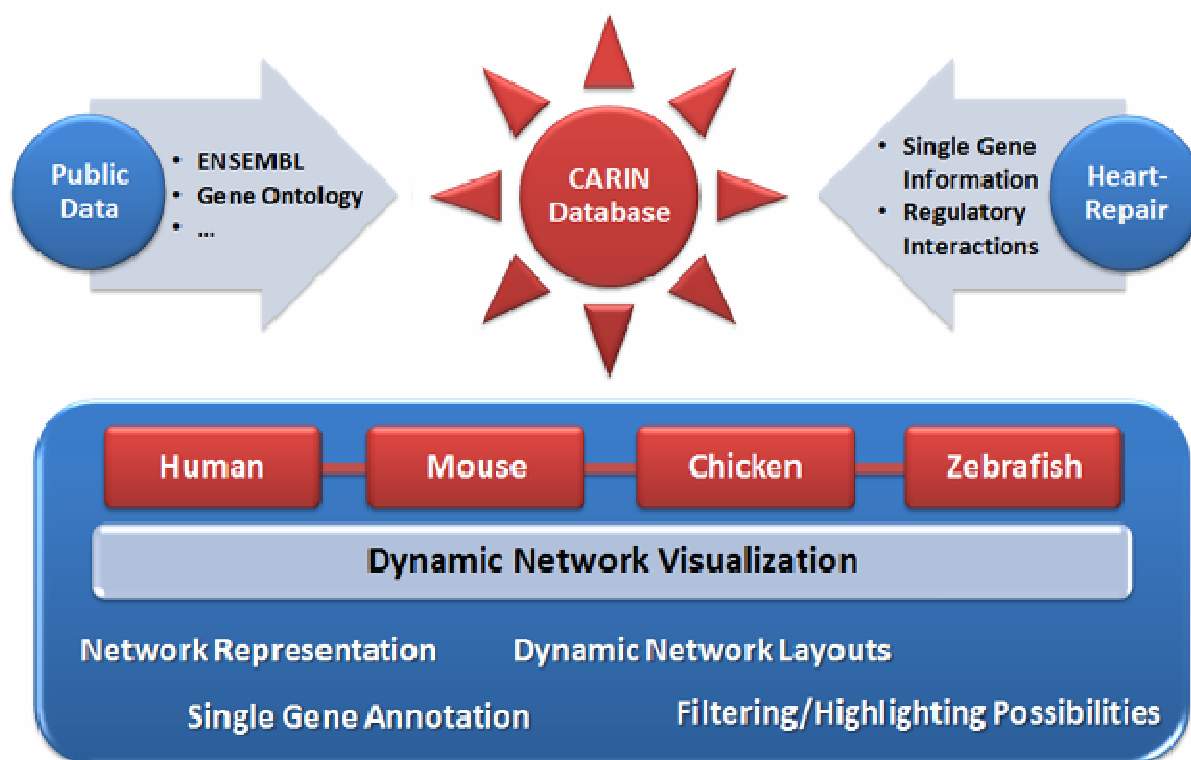 Public
Data
• ENSEMBL
• Gene Ontology
• ...
CARIN
Database
• Single Gene
Information
• Regulatory
Interactions
Heart-
Repair
Human
Mouse
Chicken
Zebrafish
Dynamic Network Visualization
Network Representation
Dynamic Network Layouts
Single Gene Annotation
Filtering/Highlighting Possibilities